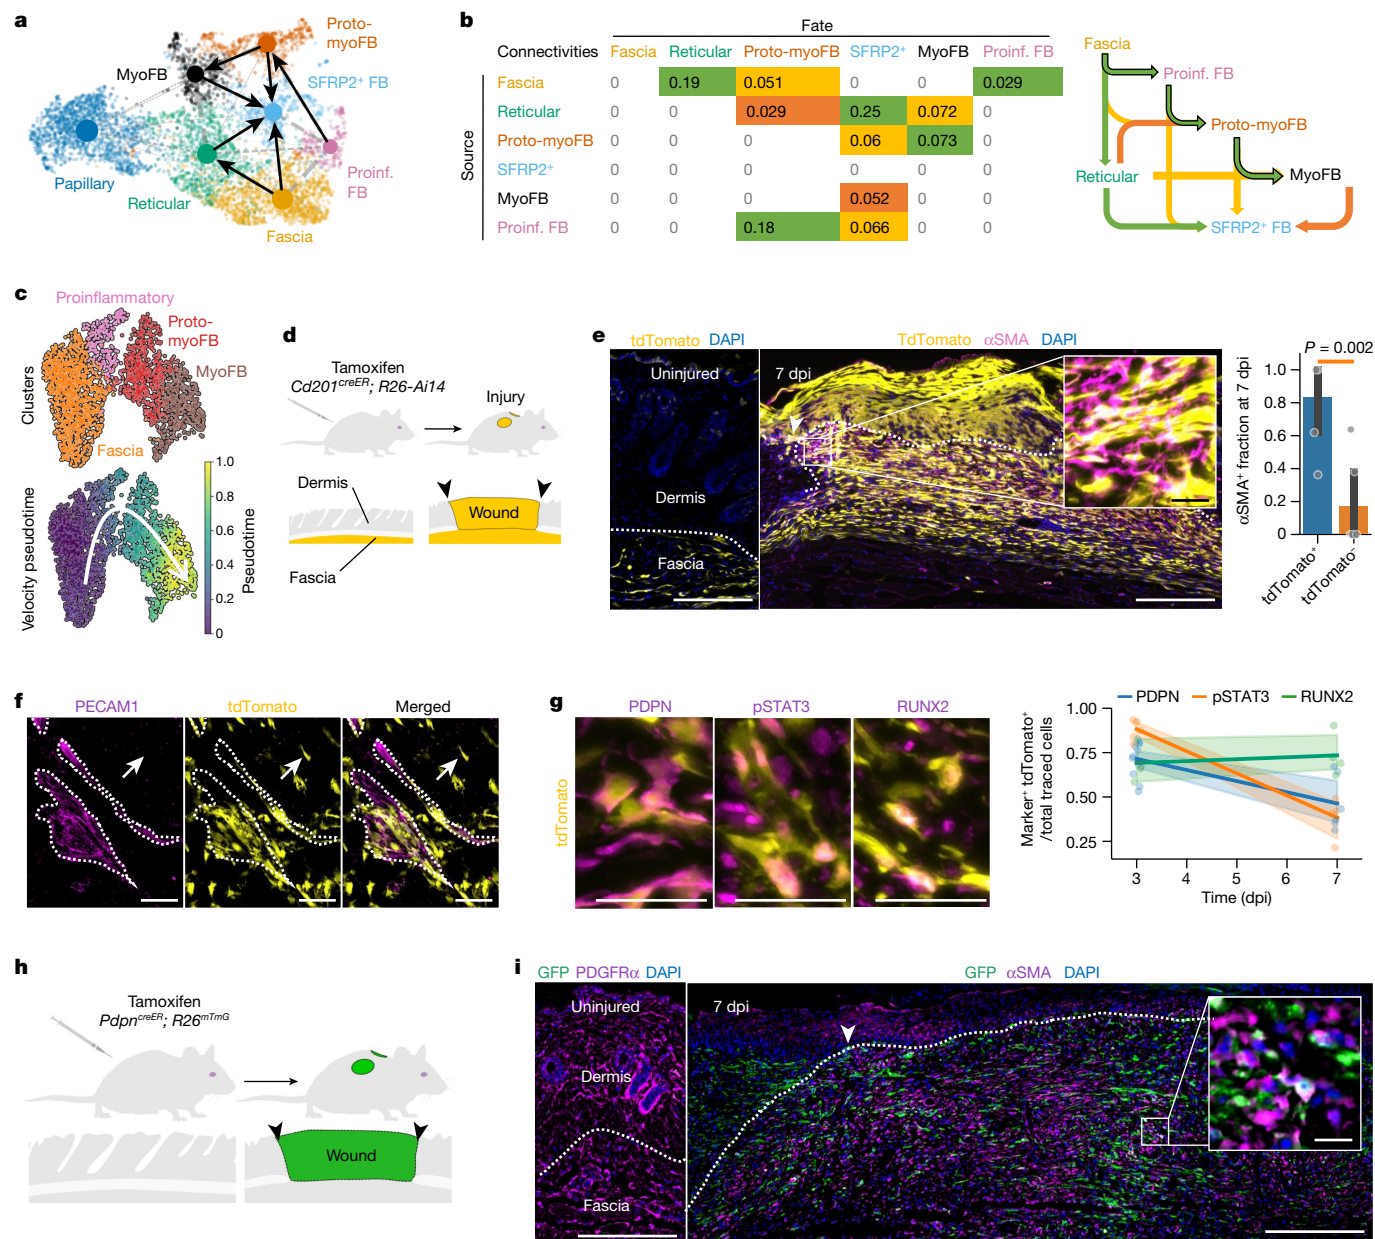 a
Proto-
myoFB
MyoFB
SFRP2⁺ FB
Papillary
Proinf.
FB
Reticular
Fascia
b
Fate
Connectivities Fascia Reticular Proto-myoFB SFRP2⁺ MyoFB Proinf. FB
Source
Fascia 0 0.19 0.051 0 0 0.029
Reticular 0 0 0.029 0.25 0.072 0
Proto-myoFB 0 0 0 0.06 0.073 0
SFRP2⁺ 0 0 0 0 0 0
MyoFB 0 0 0 0.052 0 0
Proinf. FB 0 0 0.18 0.066 0 0
Fascia
Proinf. FB
Proto-myoFB
Reticular
MyoFB
SFRP2⁺ FB
c
Proinflammatory
Proto-
myoFB
MyoFB
Clusters
Fascia
Velocity pseudotime
1.0
0.8
0.6
0.4
0.2
0
Pseudotime
d
Tamoxifen
Cd201creER; R26-Ai14
Injury
Dermis
Wound
Fascia
e
tdTomato DAPI
Uninjured
Dermis
Fascia
TdTomato αSMA DAPI
7 dpi
P = 0.002
αSMA⁺ fraction at 7 dpi
1.0
0.8
0.6
0.4
0.2
0
tdTomato⁺
tdTomato⁻
f
PECAM1 tdTomato Merged
g
PDPN pSTAT3 RUNX2
tdTomato
PDPN pSTAT3 RUNX2
Marker⁺ tdTomato⁺
/total traced cells
1.00
0.75
0.50
0.25
3 4 5 6 7
Time (dpi)
h
Tamoxifen
PdpncreER; R26mTmG
Wound
i
GFP PDGFRα DAPI
Uninjured
Dermis
Fascia
GFP αSMA DAPI
7 dpi